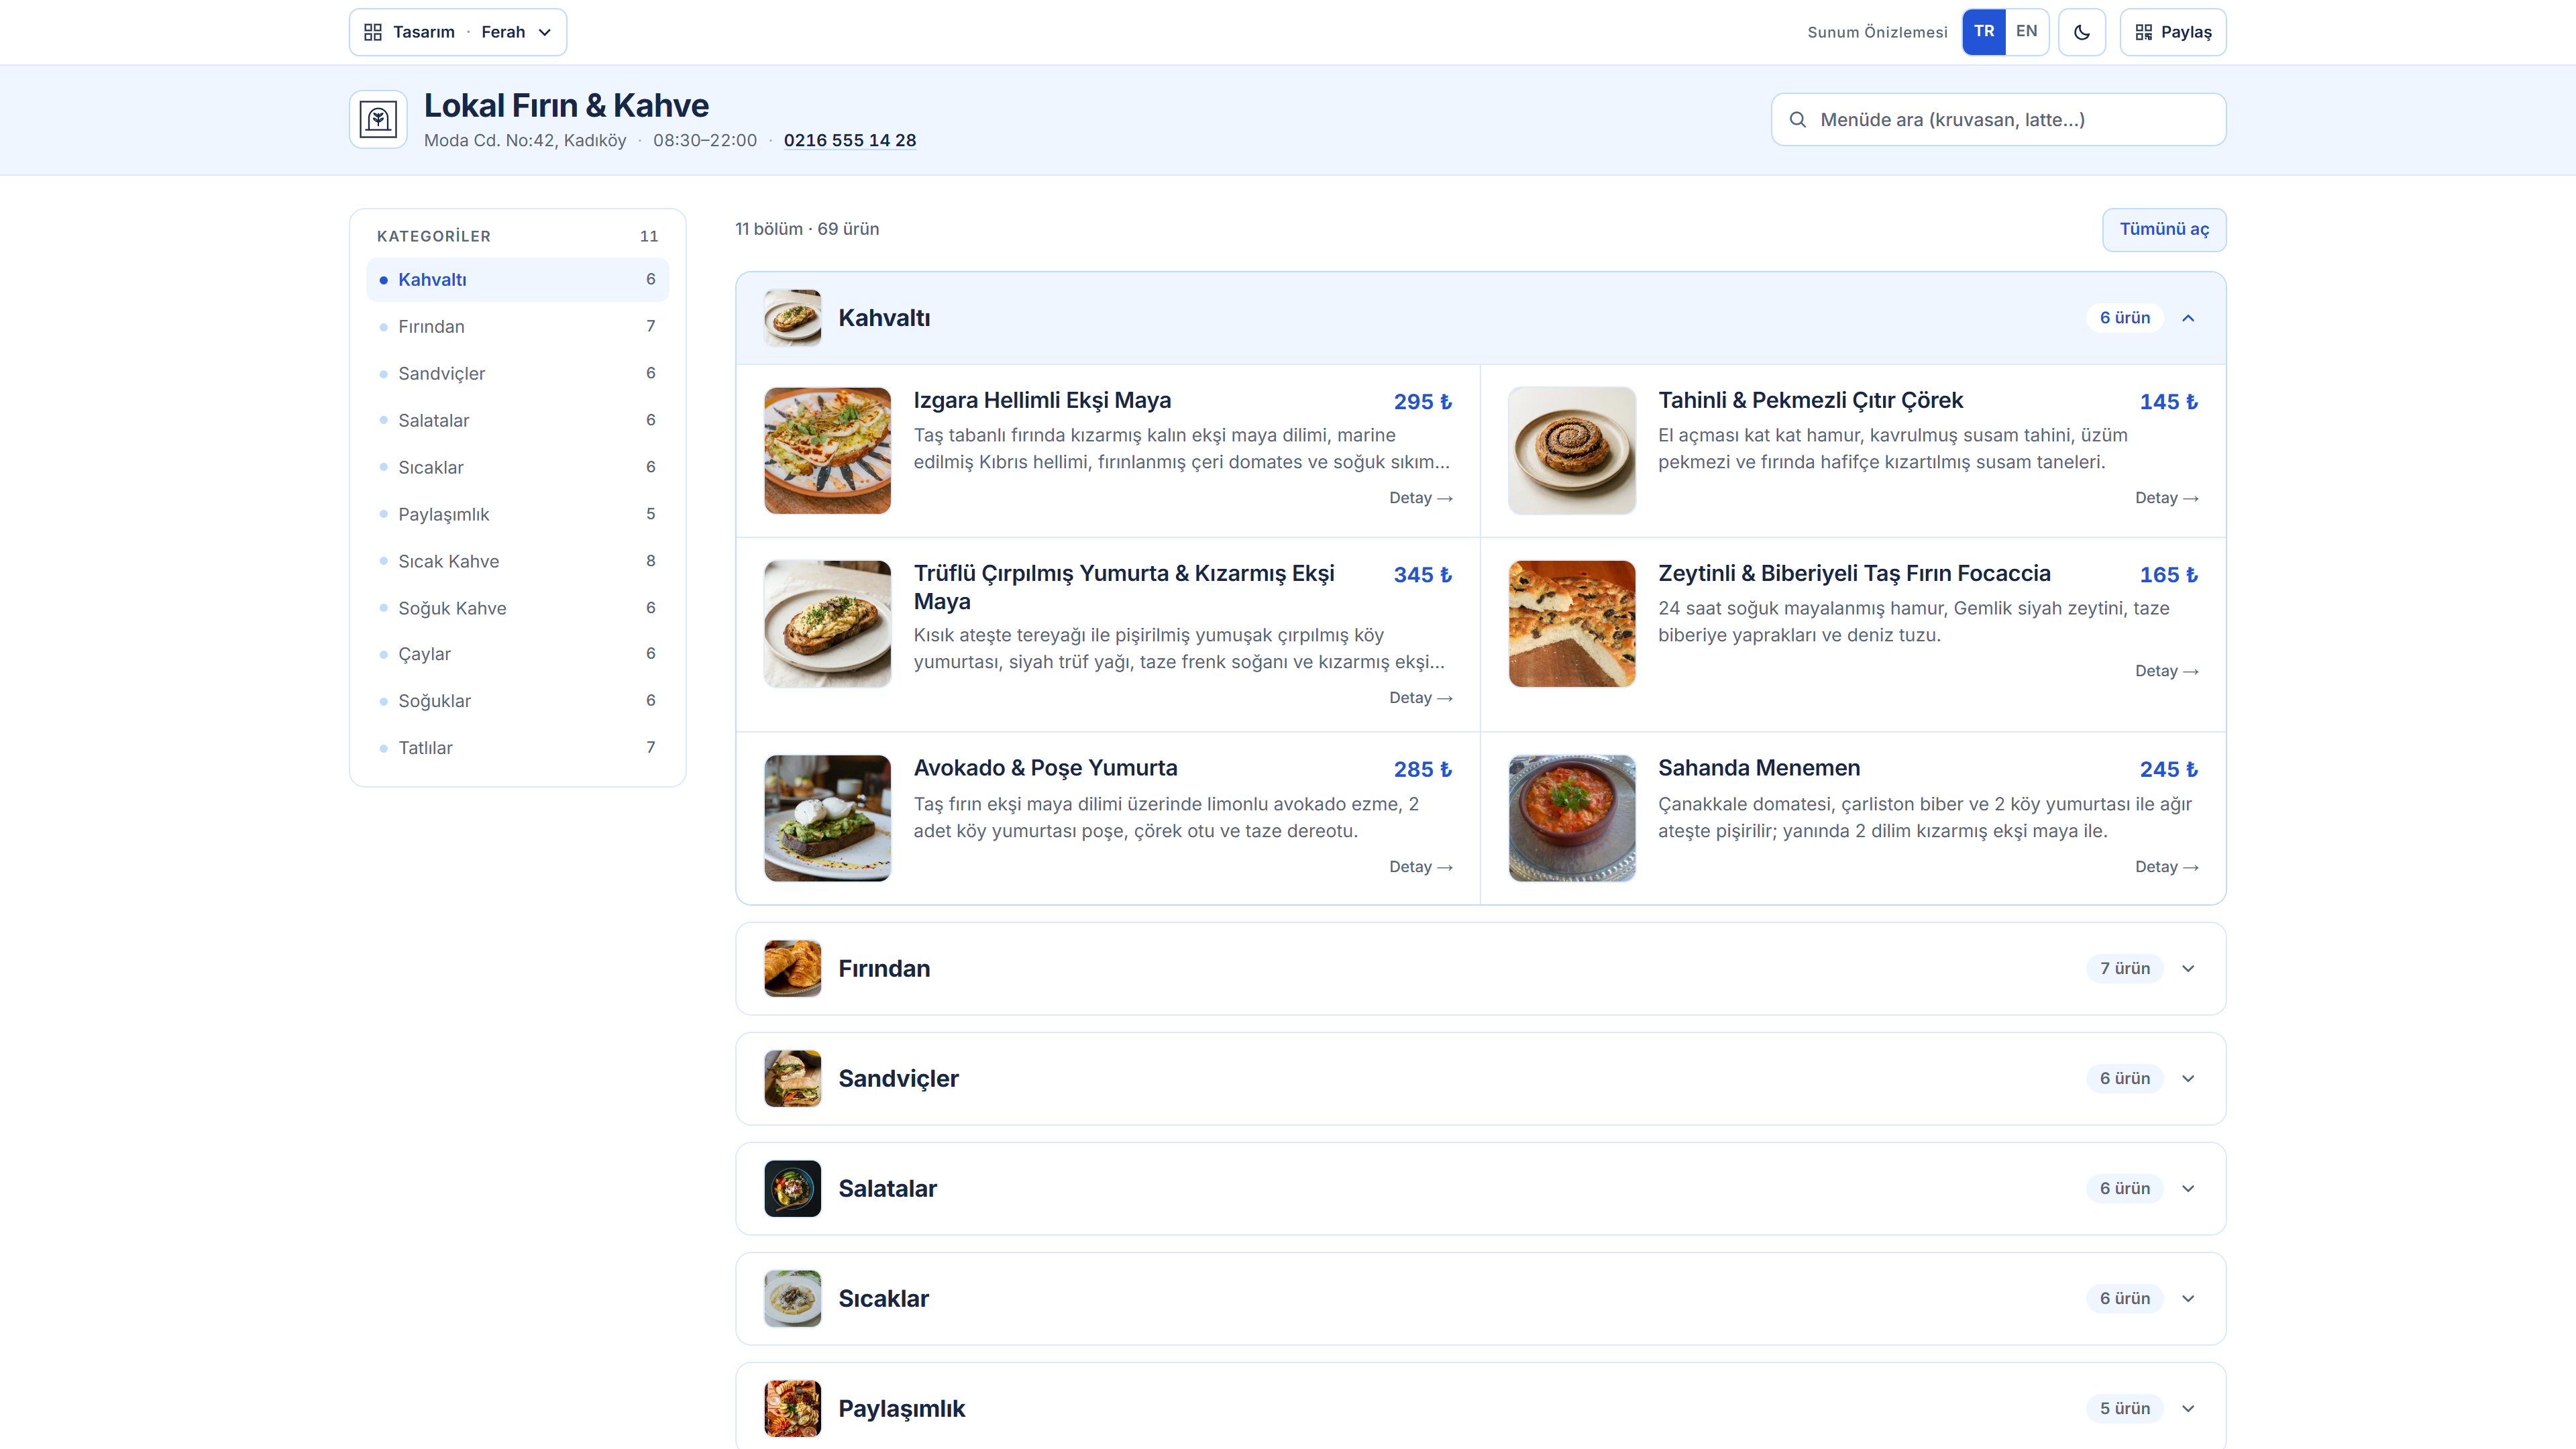 Tasarım · Ferah
Sunum Önizlemesi
TR EN
Paylaş
Lokal Fırın & Kahve
Moda Cd. No:42, Kadıköy · 08:30–22:00 · 0216 555 14 28
Menüde ara (kruvasan, latte...)
KATEGORİLER 11
Kahvaltı 6
Fırından 7
Sandviçler 6
Salatalar 6
Sıcaklar 6
Paylaşımlık 5
Sıcak Kahve 8
Soğuk Kahve 6
Çaylar 6
Soğuklar 6
Tatlılar 7
11 bölüm · 69 ürün
Tümünü aç
Kahvaltı
6 ürün
Izgara Hellimli Ekşi Maya 295 ₺
Taş tabanlı fırında kızarmış kalın ekşi maya dilimi, marine
edilmiş Kıbrıs hellimi, fırınlanmış çeri domates ve soğuk sıkım...
Detay →
Tahinli & Pekmezli Çıtır Çörek 145 ₺
El açması kat kat hamur, kavrulmuş susam tahini, üzüm
pekmezi ve fırında hafifçe kızartılmış susam taneleri.
Detay →
Trüflü Çırpılmış Yumurta & Kızarmış Ekşi 345 ₺
Maya
Kısık ateşte tereyağı ile pişirilmiş yumuşak çırpılmış köy
yumurtası, siyah trüf yağı, taze frenk soğanı ve kızarmış ekşi...
Detay →
Zeytinli & Biberiyeli Taş Fırın Focaccia 165 ₺
24 saat soğuk mayalanmış hamur, Gemlik siyah zeytini, taze
biberiye yaprakları ve deniz tuzu.
Detay →
Avokado & Poşe Yumurta 285 ₺
Taş fırın ekşi maya dilimi üzerinde limonlu avokado ezme, 2
adet köy yumurtası poşe, çörek otu ve taze dereotu.
Detay →
Sahanda Menemen 245 ₺
Çanakkale domatesi, çarliston biber ve 2 köy yumurtası ile ağır
ateşte pişirilir; yanında 2 dilim kızarmış ekşi maya ile.
Detay →
Fırından
7 ürün
Sandviçler
6 ürün
Salatalar
6 ürün
Sıcaklar
6 ürün
Paylaşımlık
5 ürün